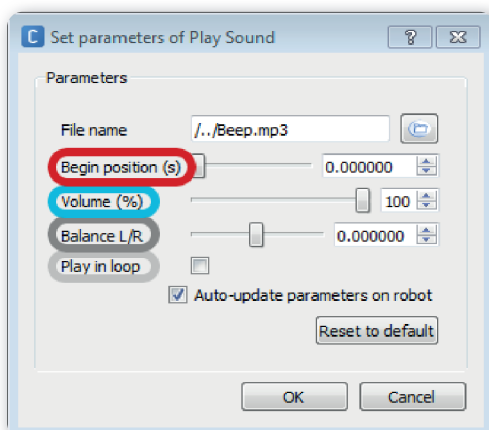 C Set parameters of Play Sound ?
Parameters
File name /../Beep.mp3
Begin position (s) 0.000000
Volume (%) 100
Balance L/R 0.000000
Play in loop
Auto-update parameters on robot
Reset to default
OK Cancel